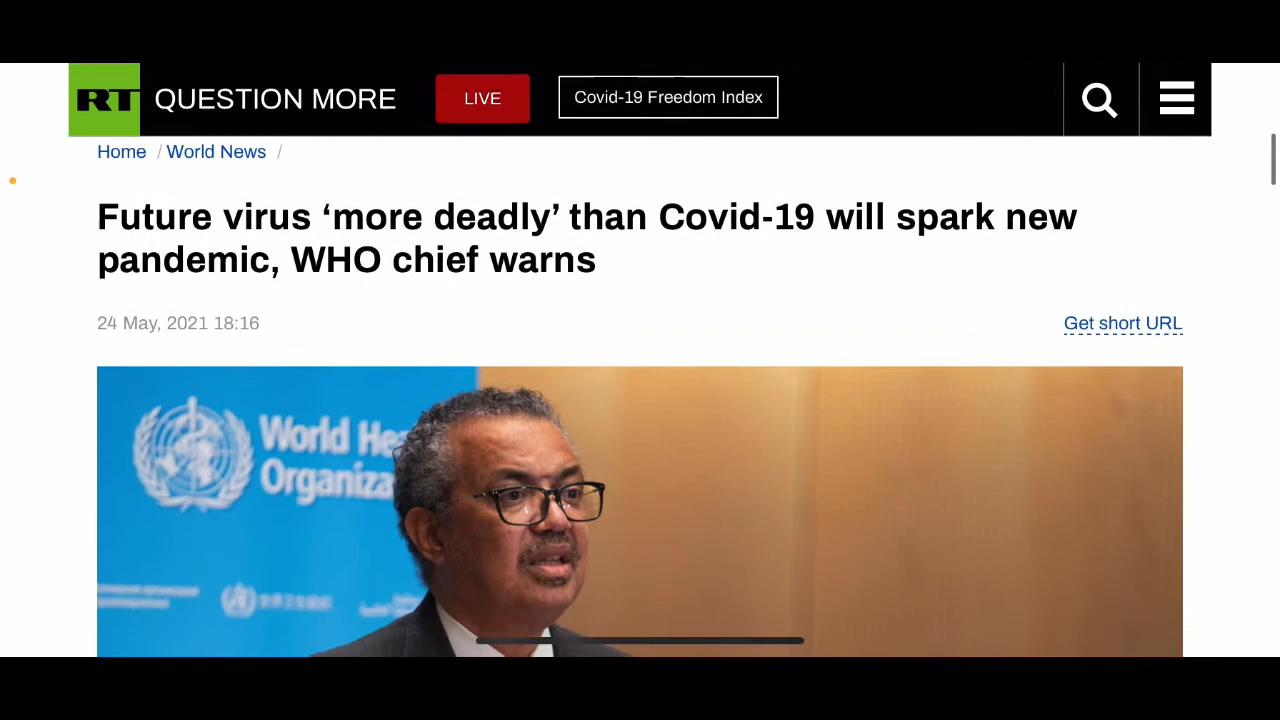 RT QUESTION MORE LIVE Covid-19 Freedom Index
Home / World News /
Future virus ‘more deadly’ than Covid-19 will spark new
pandemic, WHO chief warns
24 May, 2021 18:16 Get short URL
World Hea
Organiza